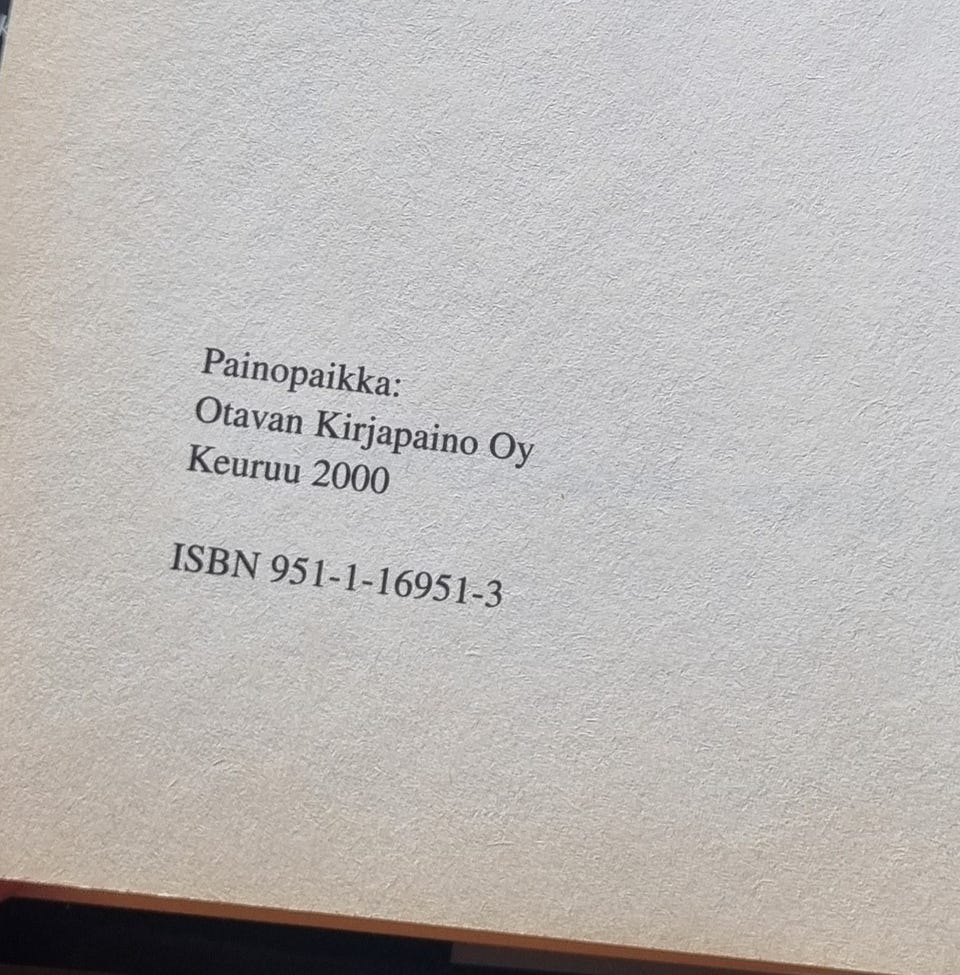 Painopaikka:
Otavan Kirjapaino Oy
Keuruu 2000
ISBN 951-1-16951-3